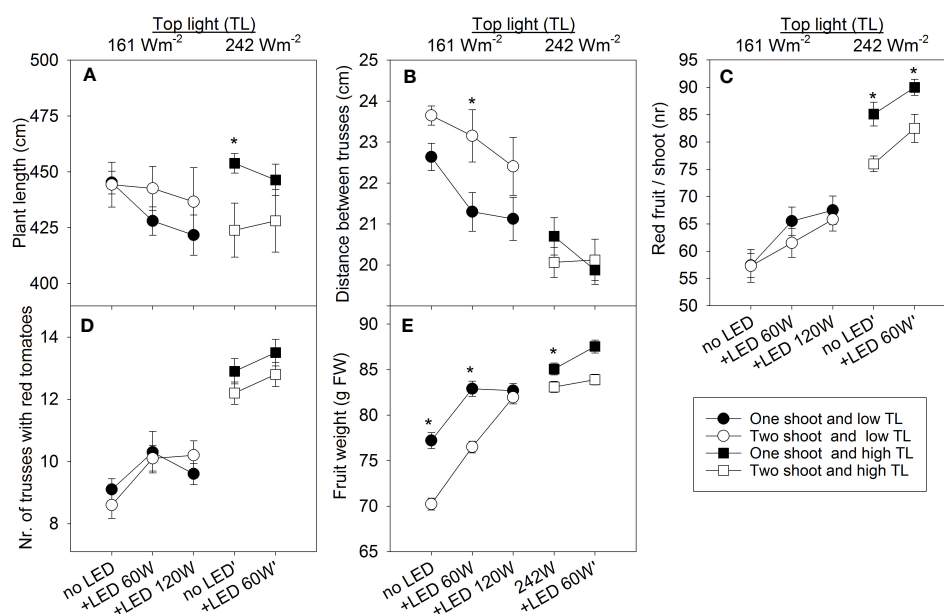 Top light (TL)
161 Wm-2 242 Wm-2
Top light (TL)
161 Wm-2 242 Wm-2
Top light (TL)
161 Wm-2 242 Wm-2
A
Plant length (cm)
500
475
450
425
400
*
B
Distance between trusses (cm)
24
23
22
21
20
*
C
Red fruit / shoot (nr)
95
90
85
80
75
70
65
60
55
50
* *
no LED
+LED 60W
+LED 120W
no LED'
+LED 60W'
D
Nr. of trusses with red tomatoes
14
12
10
8
no LED
+LED 60W
+LED 120W
no LED'
+LED 60W'
E
Fruit weight (g FW)
90
85
80
75
70
65
* * *
no LED
+LED 60W
+LED 120W
242W
+LED 60W'
One shoot and low TL
Two shoot and low TL
One shoot and high TL
Two shoot and high TL